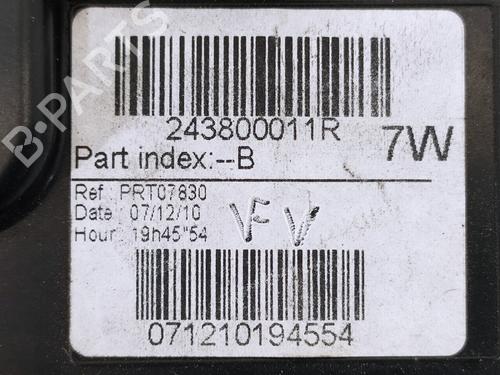 B-PARTS
243800011R
7W
Part index:--B
Ref : PRT07830
Date : 07/12/10
Hour : 19h45"54
VF V
071210194554